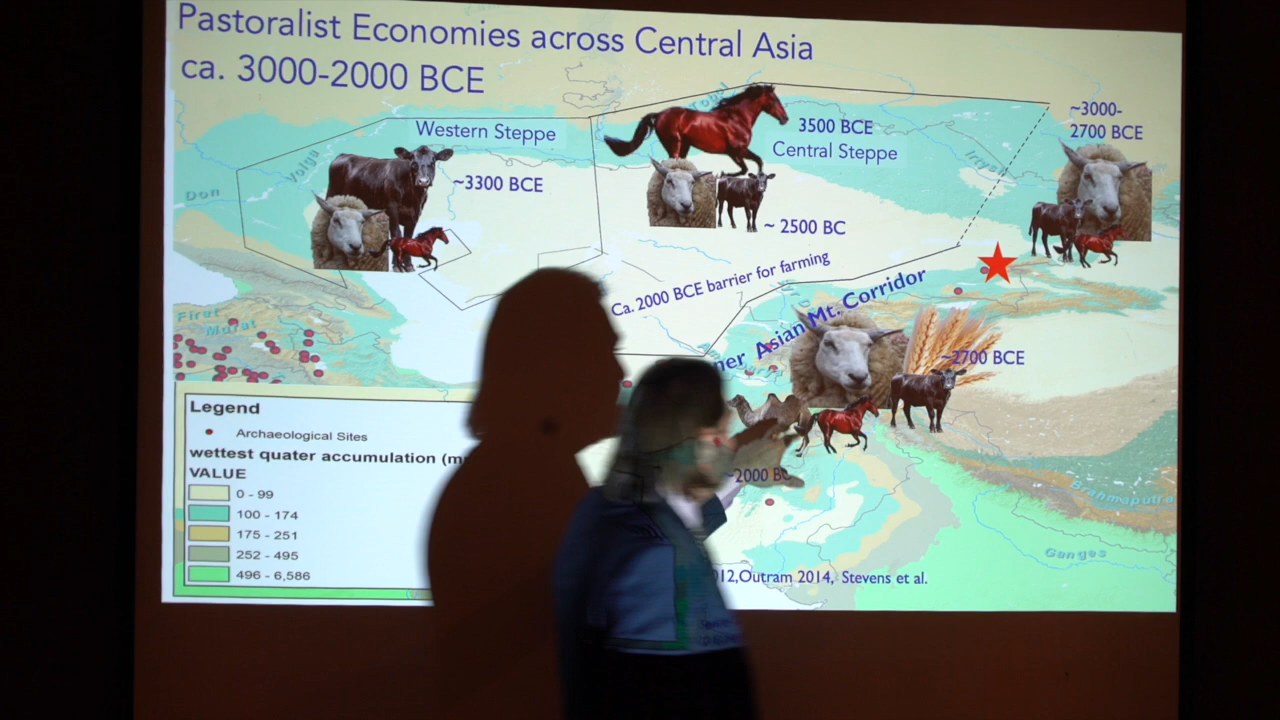 Pastoralist Economies across Central Asia
ca. 3000-2000 BCE
Western Steppe
3500 BCE
Central Steppe
~3000-
2700 BCE
Volga
Don
~3300 BCE
~ 2500 BC
Ca. 2000 BCE barrier for farming
Asian Mt. Corridor
Firat
Murat
~2700 BCE
Legend
Archaeological Sites
wettest quater accumulation
VALUE
0 - 99
100 - 174
175 - 251
252 - 495
496 - 6,586
~2000
Brahmaputra
Ganges
Outram 2014, Stevens et al.